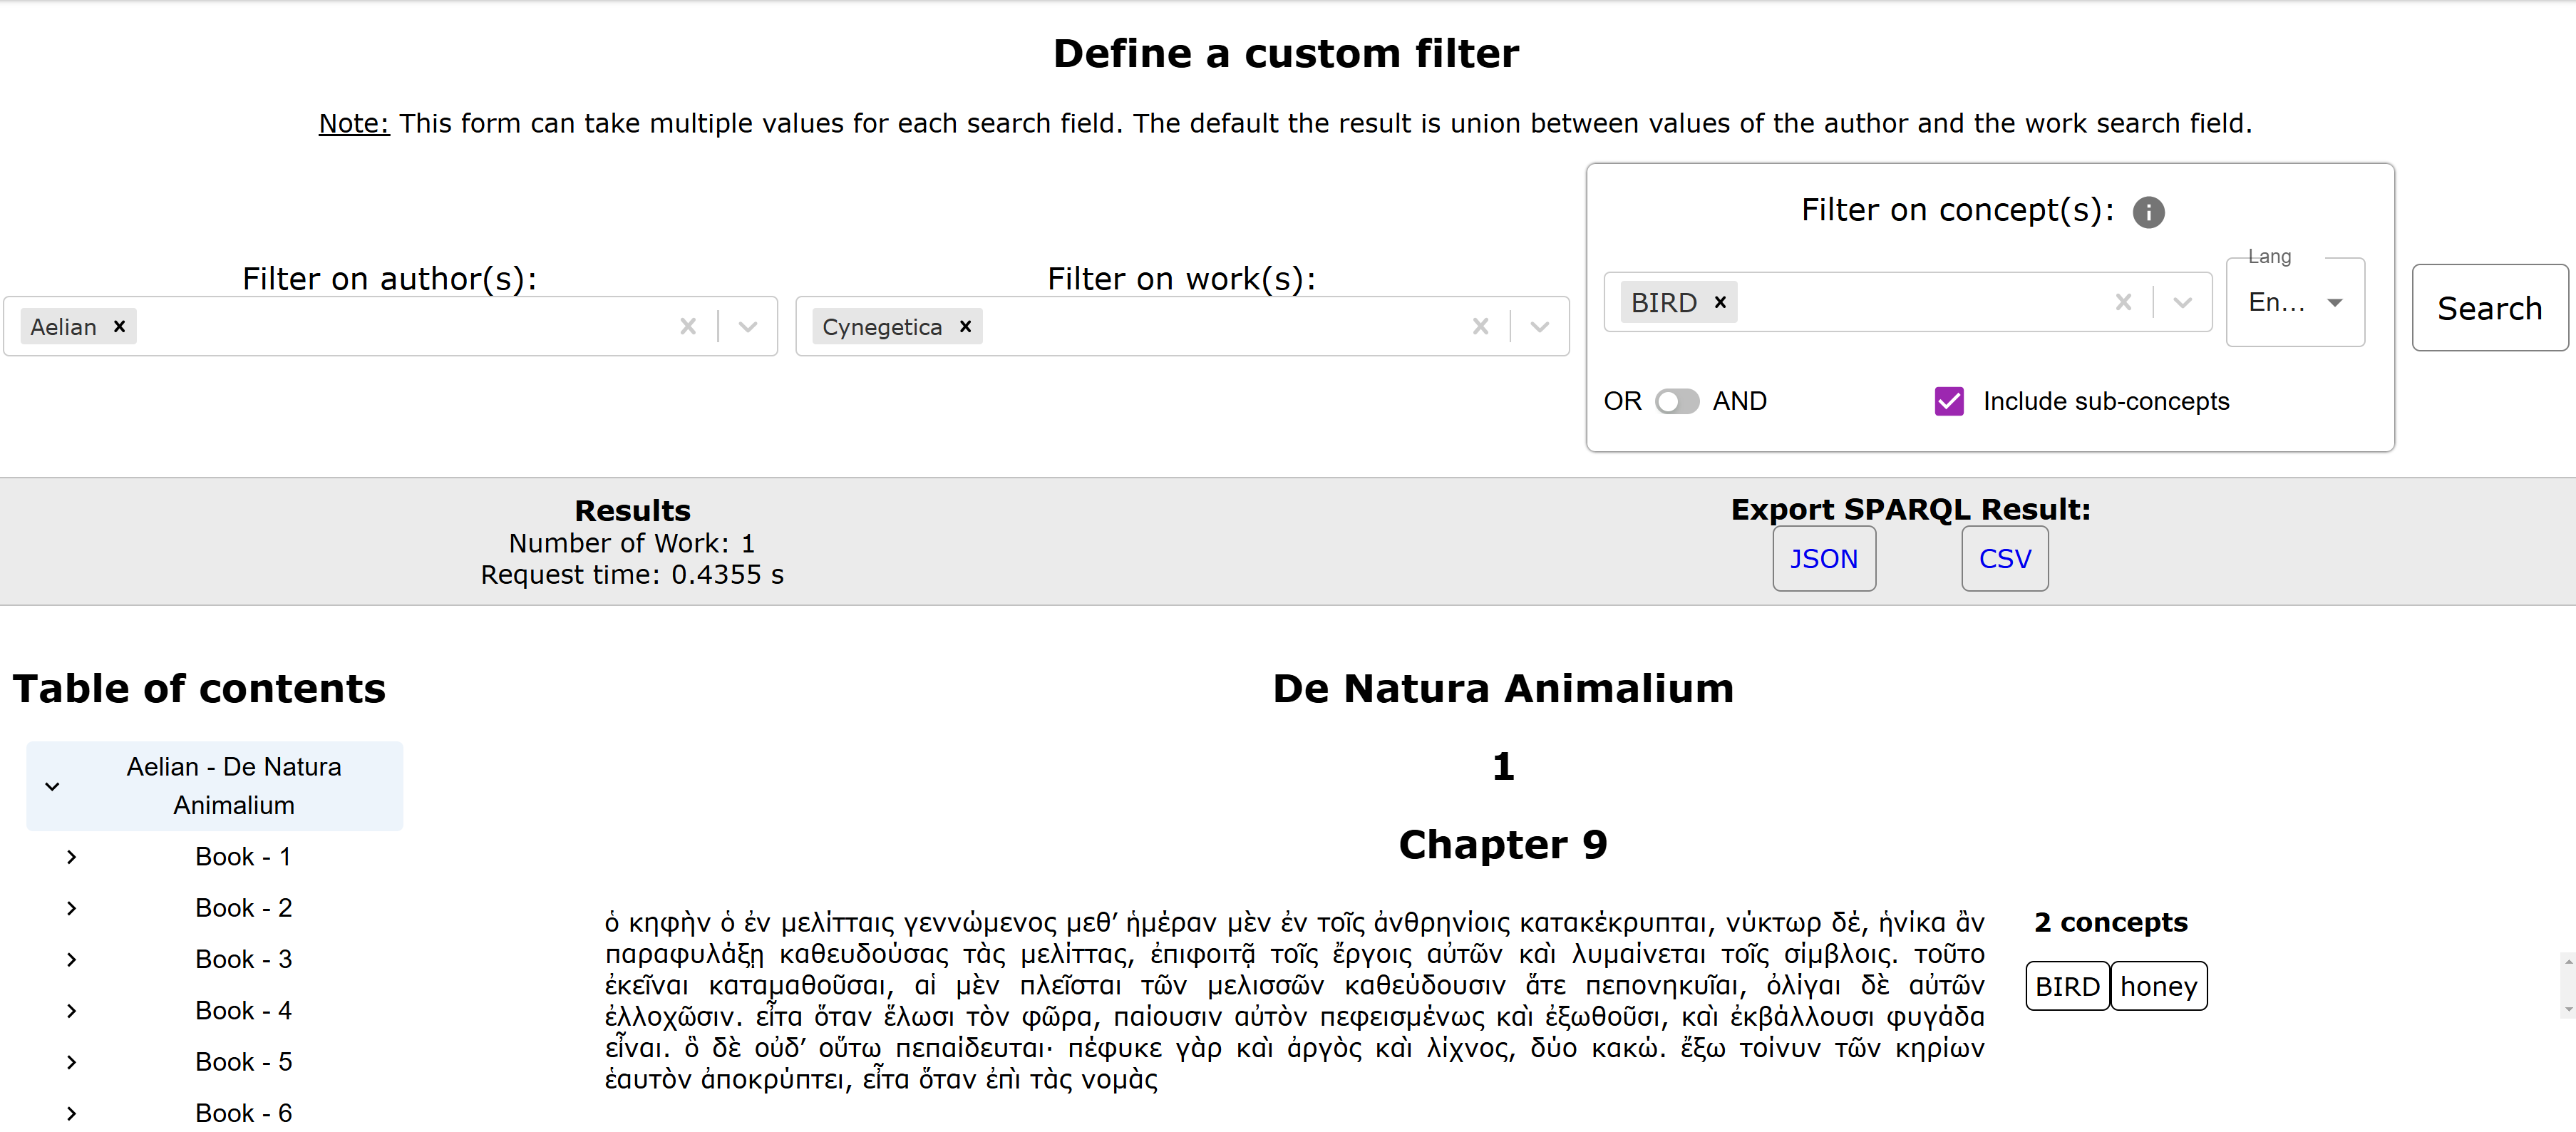 Define a custom filter
Note: This form can take multiple values for each search field. The default the result is union between values of the author and the work search field.
Filter on author(s):
Aelian ×
Filter on work(s):
Cynegetica ×
Filter on concept(s):
BIRD ×
Lang
En...
OR AND
Include sub-concepts
Search
Results
Number of Work: 1
Request time: 0.4355 s
Export SPARQL Result:
JSON CSV
Table of contents
Aelian - De Natura
Animalium
Book - 1
Book - 2
Book - 3
Book - 4
Book - 5
Book - 6
De Natura Animalium
1
Chapter 9
ὁ κηφὴν ὁ ἐν μελίτταις γεννώμενος μεθ’ ἡμέραν μὲν ἐν τοῖς ἀνθρηνίοις κατακέκρυπται, νύκτωρ δέ, ἡνίκα ἂν
παραφυλάξῃ καθευδούσας τὰς μελίττας, ἐπιφοιτᾷ τοῖς ἔργοις αὐτῶν καὶ λυμαίνεται τοῖς σίμβλοις. τοῦτο
ἐκεῖναι καταμαθοῦσαι, αἱ μὲν πλεῖσται τῶν μελισσῶν καθεύδουσιν ἅτε πεπονηκυῖαι, ὀλίγαι δὲ αὐτῶν
ἐλλοχῶσιν. εἶτα ὅταν ἕλωσι τὸν φῶρα, παίουσιν αὐτὸν πεφεισμένως καὶ ἐξωθοῦσι, καὶ ἐκβάλλουσι φυγάδα
εἶναι. ὃ δὲ οὐδ’ οὕτω πεπαίδευται· πέφυκε γὰρ καὶ ἀργὸς καὶ λίχνος, δύο κακώ. ἔξω τοίνυν τῶν κηρίων
ἑαυτὸν ἀποκρύπτει, εἶτα ὅταν ἐπὶ τὰς νομὰς
2 concepts
BIRD honey